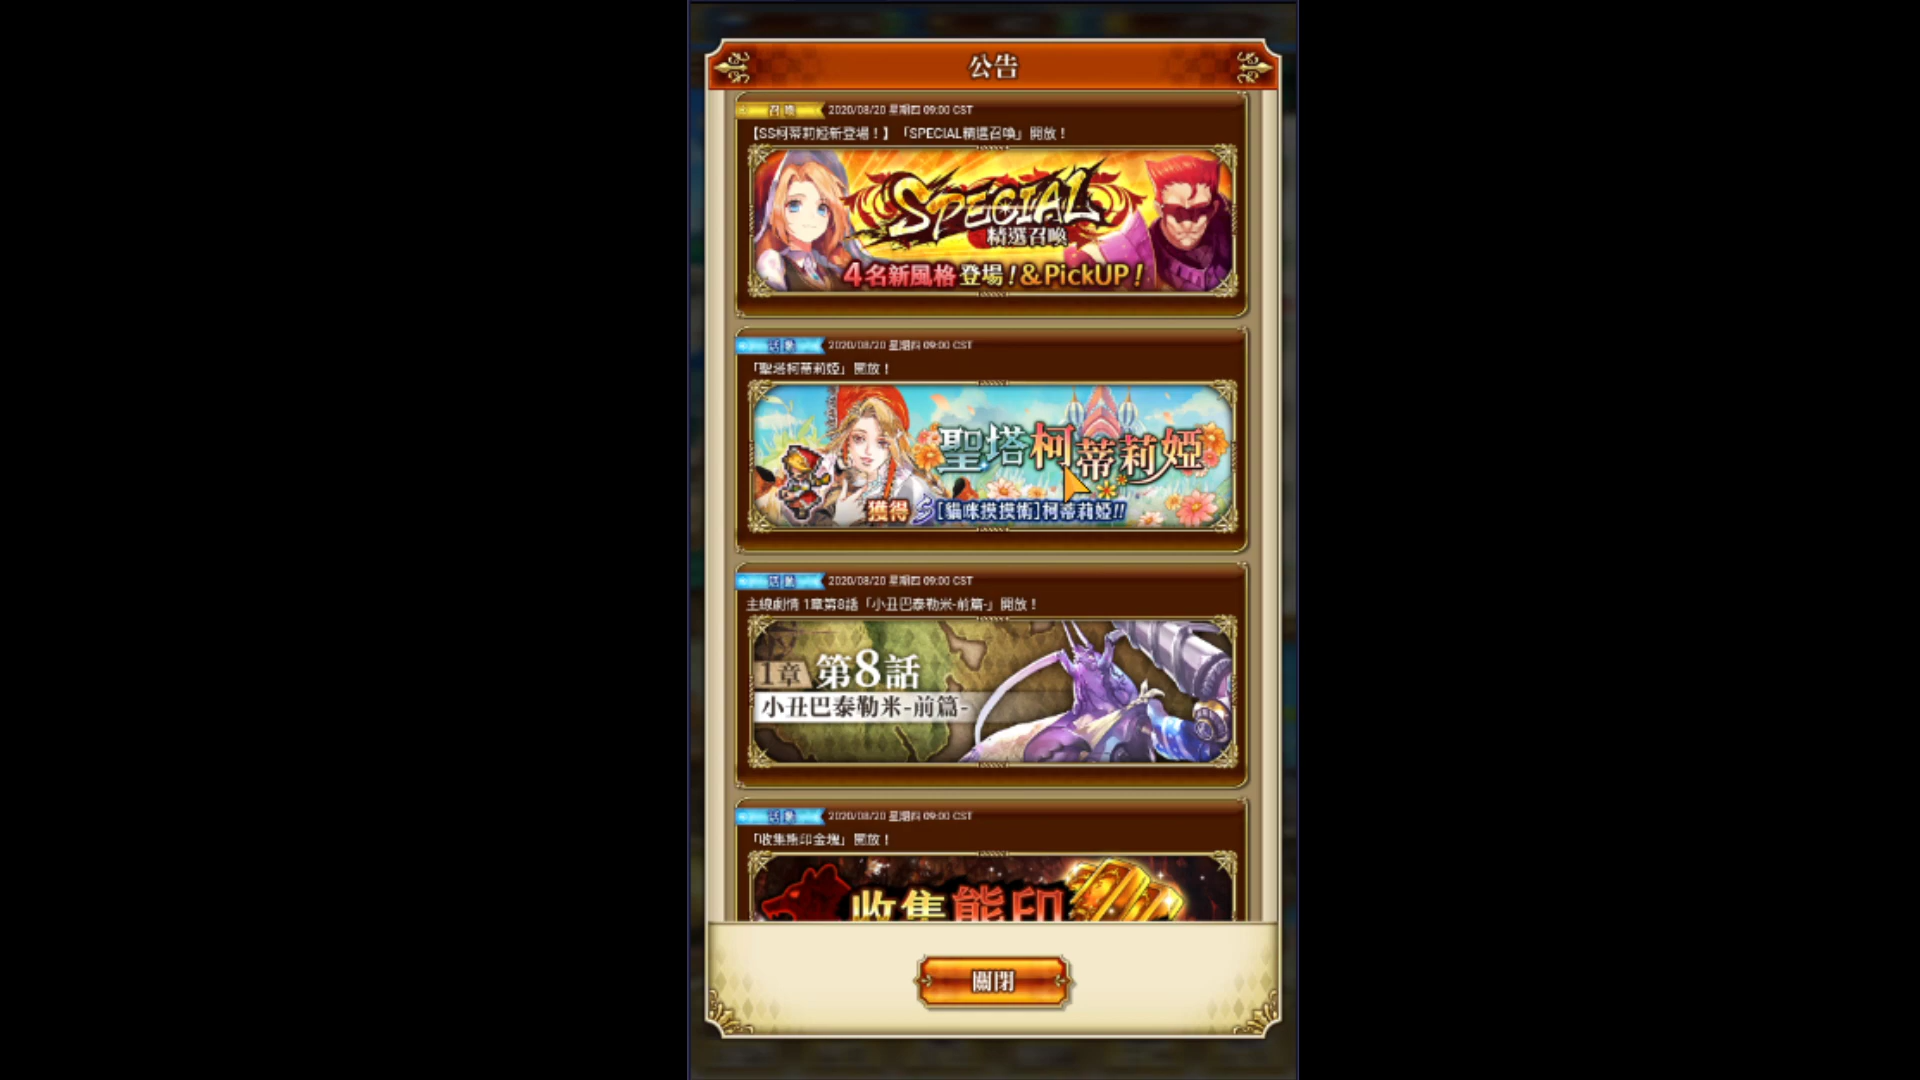 公告
召喚 2020/08/20 星期四 09:00 CST
【SS柯蒂莉婭新登場！】「SPECIAL精選召喚」開放！
SPECIAL
精選召喚
4名新風格登場！&PickUP！
活動 2020/08/20 星期四 09:00 CST
「聖塔柯蒂莉婭」開放！
聖塔柯蒂莉婭
獲得 S [貓咪摸摸術]柯蒂莉婭!!
活動 2020/08/20 星期四 09:00 CST
主線劇情 1章第8話「小丑巴泰勒米-前篇-」開放！
1章 第8話
小丑巴泰勒米-前篇-
活動 2020/08/20 星期四 09:00 CST
「收集熊印金塊」開放！
收集熊印
關閉